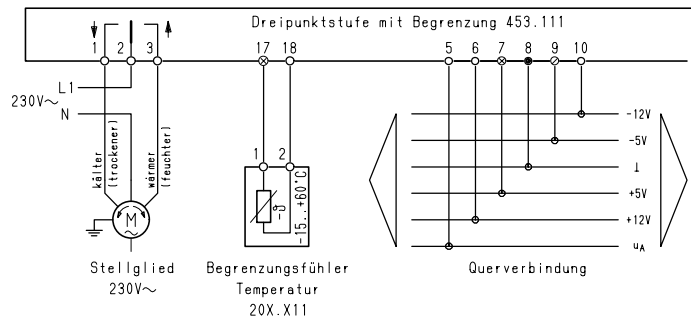 Dreipunktstufe mit Begrenzung 453.111
1 2 3 17 18 5 6 7 8 9 10
L1
230V~
N
kälter
(trockener)
wärmer
(feuchter)
M
~
1 2
-ϑ
-15...+60°C
-12V
-5V
⊥
+5V
+12V
uA
Stellglied
230V~
Begrenzungsfühler
Temperatur
20X.X11
Querverbindung